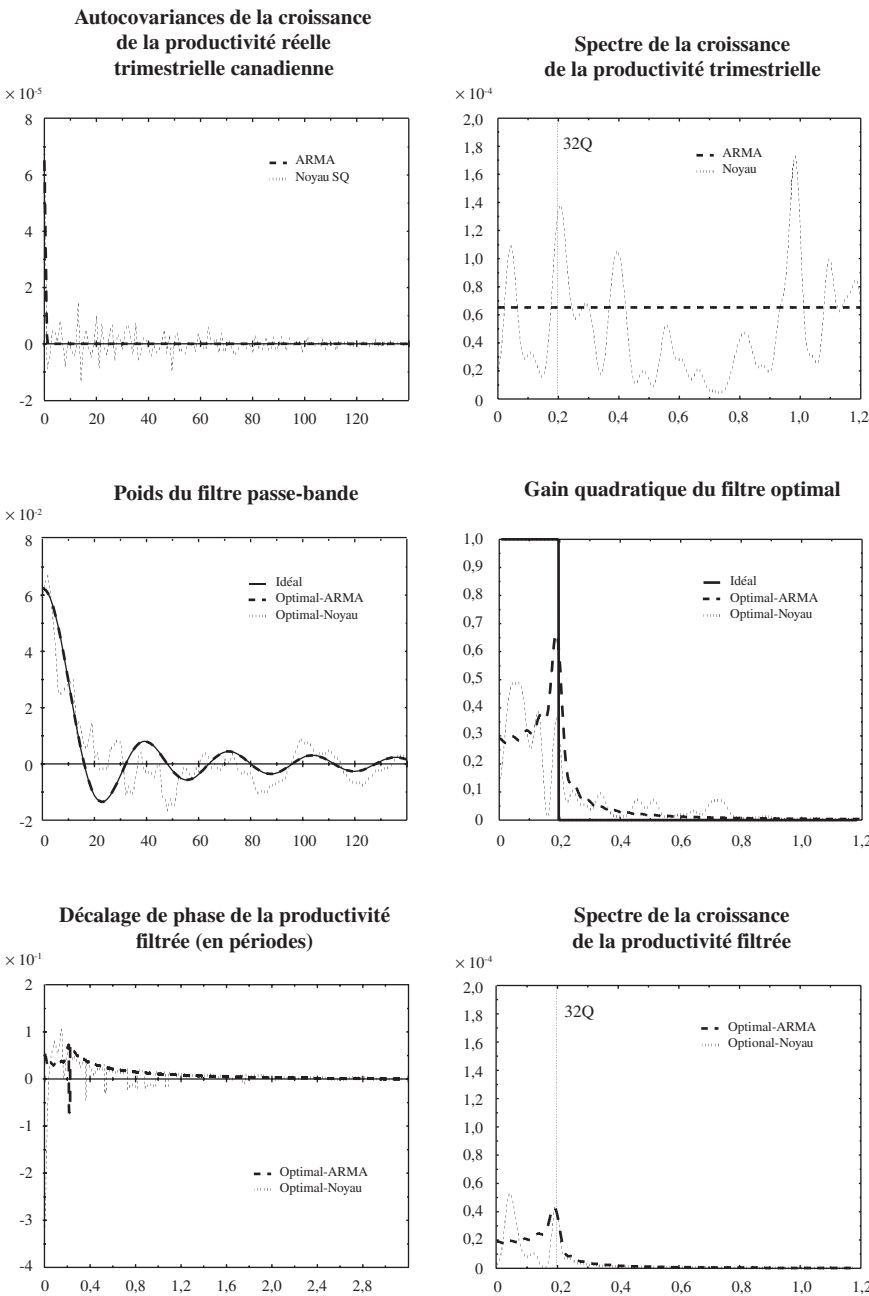 Autocovariances de la croissance
de la productivité réelle
trimestrielle canadienne
× 10⁻⁵
8
6
4
2
0
-2
0 20 40 60 80 100 120
ARMA
Noyau SQ
Spectre de la croissance
de la productivité trimestrielle
× 10⁻⁴
2,0
1,8
1,6
1,4
1,2
1,0
0,8
0,6
0,4
0,2
0
0 0,2 0,4 0,6 0,8 1,0 1,2
32Q
ARMA
Noyau
Poids du filtre passe-bande
× 10⁻²
8
6
4
2
0
-2
0 20 40 60 80 100 120
Idéal
Optimal-ARMA
Optimal-Noyau
Gain quadratique du filtre optimal
1,0
0,9
0,8
0,7
0,6
0,5
0,4
0,3
0,2
0,1
0
0 0,2 0,4 0,6 0,8 1,0 1,2
Idéal
Optimal-ARMA
Optimal-Noyau
Décalage de phase de la productivité
filtrée (en périodes)
× 10⁻¹
2
1
0
-1
-2
-3
-4
0 0,4 0,8 1,2 1,6 2,0 2,4 2,8
Optimal-ARMA
Optimal-Noyau
Spectre de la croissance
de la productivité filtrée
× 10⁻⁴
2,0
1,8
1,6
1,4
1,2
1,0
0,8
0,6
0,4
0,2
0
0 0,2 0,4 0,6 0,8 1,0 1,2
32Q
Optimal-ARMA
Optional-Noyau